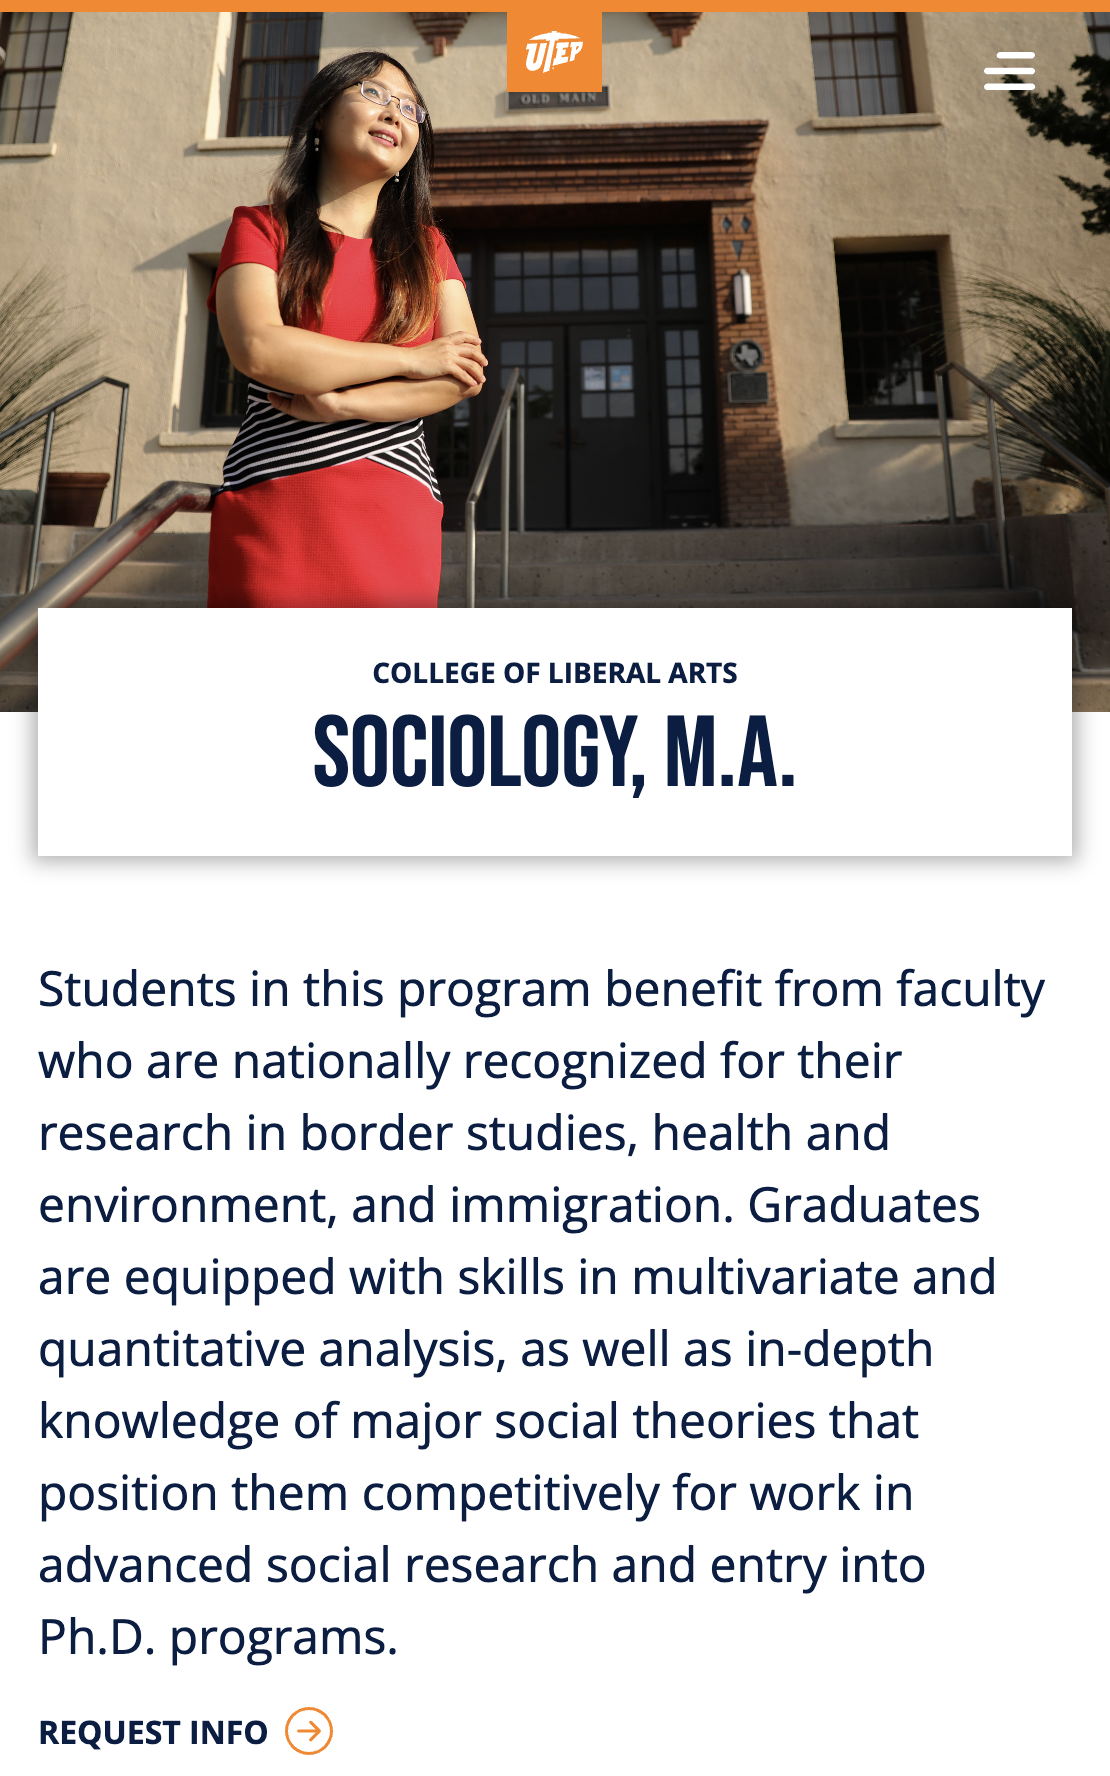 UTEP
OLD MAIN
COLLEGE OF LIBERAL ARTS
SOCIOLOGY, M.A.
Students in this program benefit from faculty
who are nationally recognized for their
research in border studies, health and
environment, and immigration. Graduates
are equipped with skills in multivariate and
quantitative analysis, as well as in-depth
knowledge of major social theories that
position them competitively for work in
advanced social research and entry into
Ph.D. programs.
REQUEST INFO